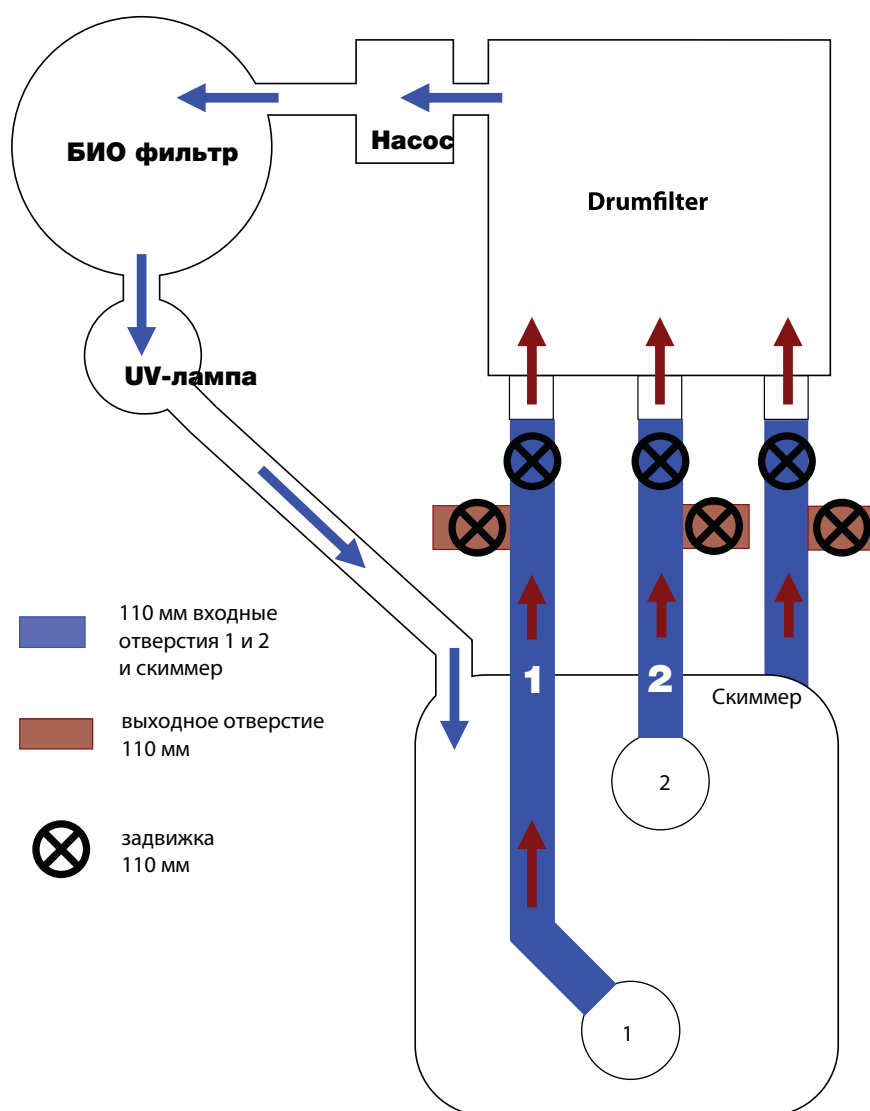 БИО фильтр
Насос
Drumfilter
UV-лампа
110 мм входные
отверстия 1 и 2
и скиммер
выходное отверстие
110 мм
задвижка
110 мм
1
2
Скиммер
2
1